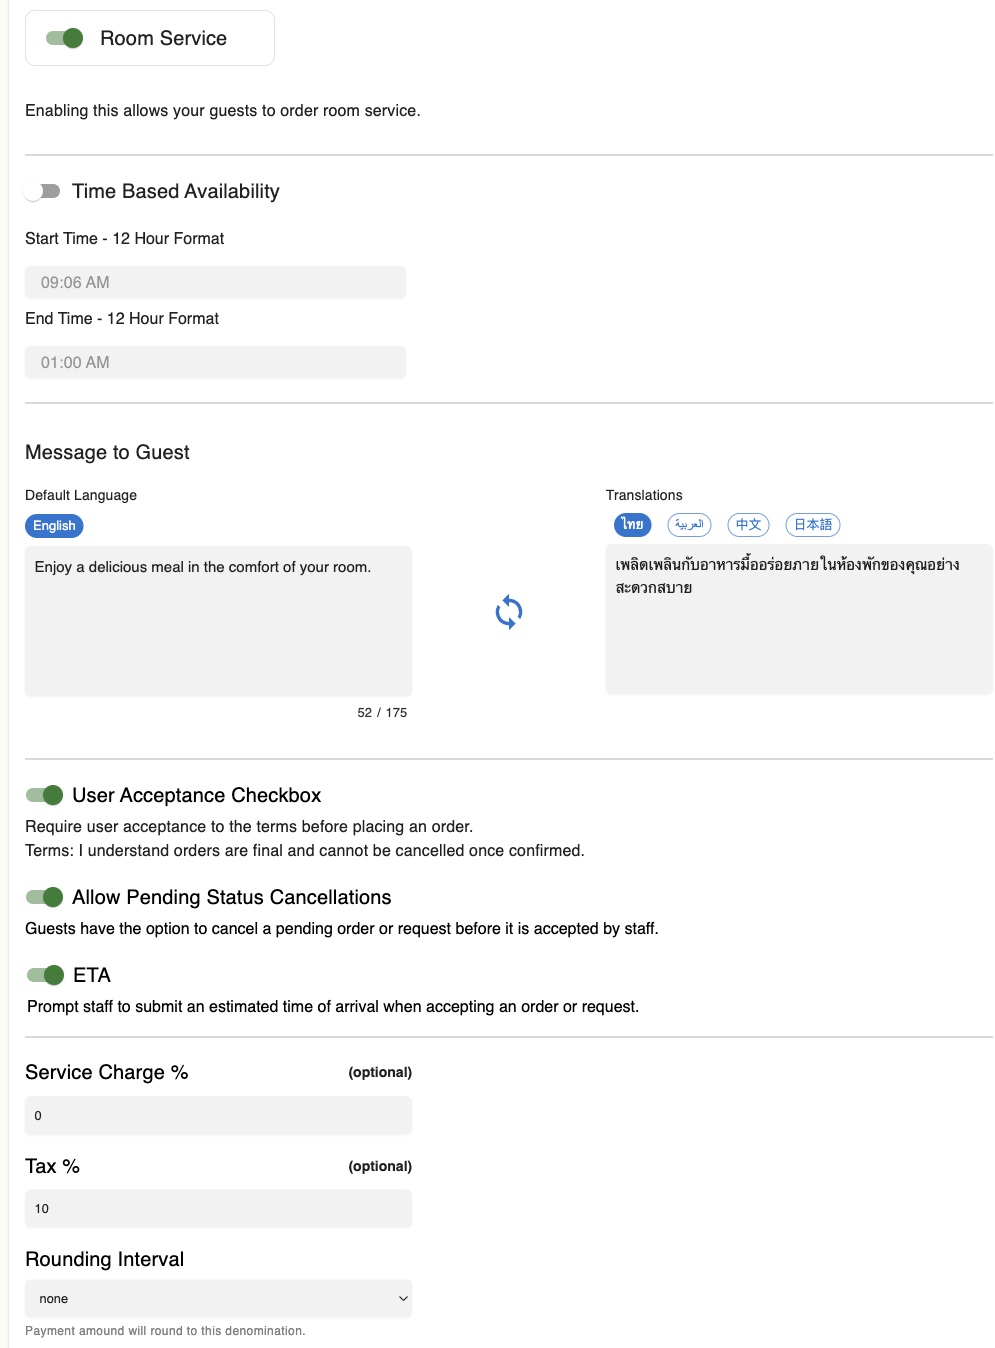 Room Service
Enabling this allows your guests to order room service.
Time Based Availability
Start Time - 12 Hour Format
09:06 AM
End Time - 12 Hour Format
01:00 AM
Message to Guest
Default Language
English
Enjoy a delicious meal in the comfort of your room.
52 / 175
Translations
ไทย العربية 中文 日本語
เพลิดเพลินกับอาหารมื้ออร่อยภายในห้องพักของคุณอย่าง
สะดวกสบาย
User Acceptance Checkbox
Require user acceptance to the terms before placing an order.
Terms: I understand orders are final and cannot be cancelled once confirmed.
Allow Pending Status Cancellations
Guests have the option to cancel a pending order or request before it is accepted by staff.
ETA
Prompt staff to submit an estimated time of arrival when accepting an order or request.
Service Charge % (optional)
0
Tax % (optional)
10
Rounding Interval
none
Payment amound will round to this denomination.